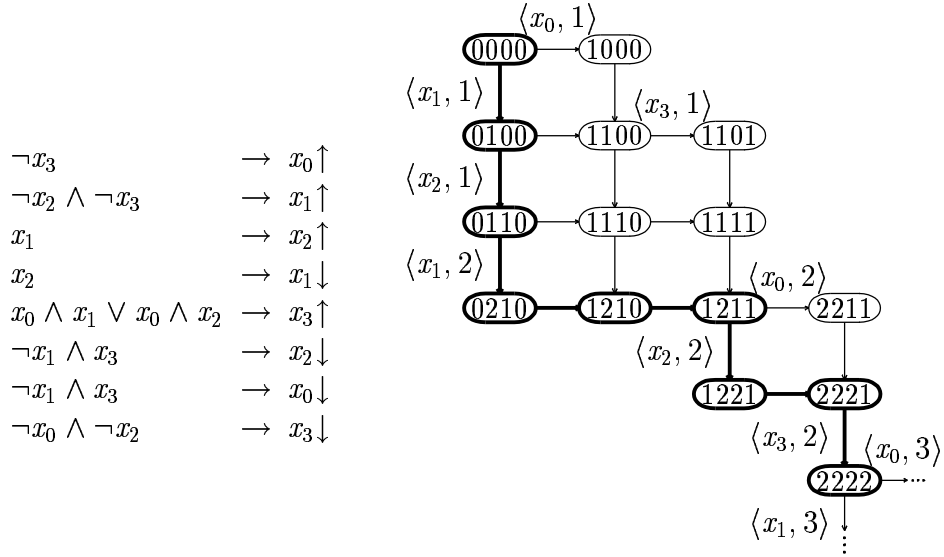 ¬x₃ → x₀↑
¬x₂ ∧ ¬x₃ → x₁↑
x₁ → x₂↑
x₂ → x₁↓
x₀ ∧ x₁ ∨ x₀ ∧ x₂ → x₃↑
¬x₁ ∧ x₃ → x₂↓
¬x₁ ∧ x₃ → x₀↓
¬x₀ ∧ ¬x₂ → x₃↓
⟨x₀, 1⟩
0000 1000
⟨x₁, 1⟩ ⟨x₃, 1⟩
0100 1100 1101
⟨x₂, 1⟩
0110 1110 1111
⟨x₁, 2⟩ ⟨x₀, 2⟩
0210 1210 1211 2211
⟨x₂, 2⟩
1221 2221
⟨x₃, 2⟩ ⟨x₀, 3⟩
2222 ...
⟨x₁, 3⟩
⋮